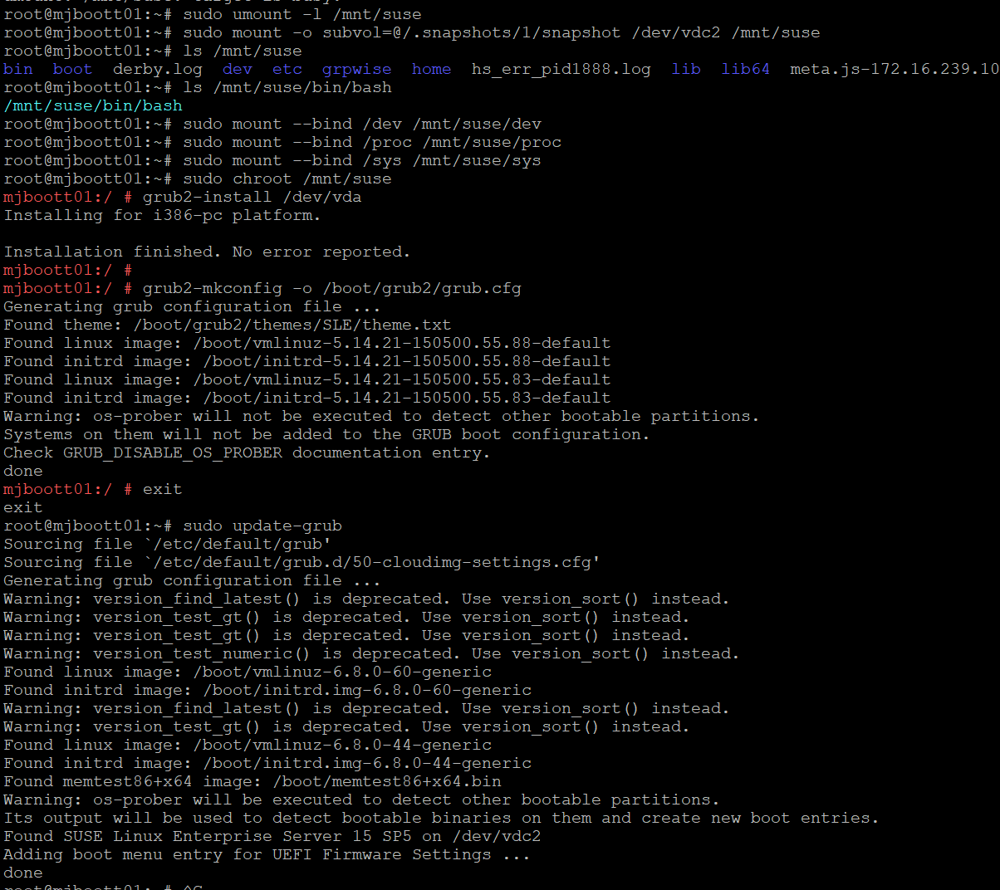 root@mjboott01:~# sudo umount -l /mnt/suse
root@mjboott01:~# sudo mount -o subvol=@/.snapshots/1/snapshot /dev/vdc2 /mnt/suse
root@mjboott01:~# ls /mnt/suse
bin  boot  derby.log  dev  etc  grpwise  home  hs_err_pid1888.log  lib  lib64  meta.js-172.16.239.10
root@mjboott01:~# ls /mnt/suse/bin/bash
/mnt/suse/bin/bash
root@mjboott01:~# sudo mount --bind /dev /mnt/suse/dev
root@mjboott01:~# sudo mount --bind /proc /mnt/suse/proc
root@mjboott01:~# sudo mount --bind /sys /mnt/suse/sys
root@mjboott01:~# sudo chroot /mnt/suse
mjboott01:/ # grub2-install /dev/vda
Installing for i386-pc platform.
Installation finished. No error reported.
mjboott01:/ #
mjboott01:/ # grub2-mkconfig -o /boot/grub2/grub.cfg
Generating grub configuration file ...
Found theme: /boot/grub2/themes/SLE/theme.txt
Found linux image: /boot/vmlinuz-5.14.21-150500.55.88-default
Found initrd image: /boot/initrd-5.14.21-150500.55.88-default
Found linux image: /boot/vmlinuz-5.14.21-150500.55.83-default
Found initrd image: /boot/initrd-5.14.21-150500.55.83-default
Warning: os-prober will not be executed to detect other bootable partitions.
Systems on them will not be added to the GRUB boot configuration.
Check GRUB_DISABLE_OS_PROBER documentation entry.
done
mjboott01:/ # exit
exit
root@mjboott01:~# sudo update-grub
Sourcing file `/etc/default/grub'
Sourcing file `/etc/default/grub.d/50-cloudimg-settings.cfg'
Generating grub configuration file ...
Warning: version_find_latest() is deprecated. Use version_sort() instead.
Warning: version_test_gt() is deprecated. Use version_sort() instead.
Warning: version_test_gt() is deprecated. Use version_sort() instead.
Warning: version_test_numeric() is deprecated. Use version_sort() instead.
Found linux image: /boot/vmlinuz-6.8.0-60-generic
Found initrd image: /boot/initrd.img-6.8.0-60-generic
Warning: version_find_latest() is deprecated. Use version_sort() instead.
Warning: version_test_gt() is deprecated. Use version_sort() instead.
Found linux image: /boot/vmlinuz-6.8.0-44-generic
Found initrd image: /boot/initrd.img-6.8.0-44-generic
Found memtest86+x64 image: /boot/memtest86+x64.bin
Warning: os-prober will be executed to detect other bootable partitions.
Its output will be used to detect bootable binaries on them and create new boot entries.
Found SUSE Linux Enterprise Server 15 SP5 on /dev/vdc2
Adding boot menu entry for UEFI Firmware Settings ...
done